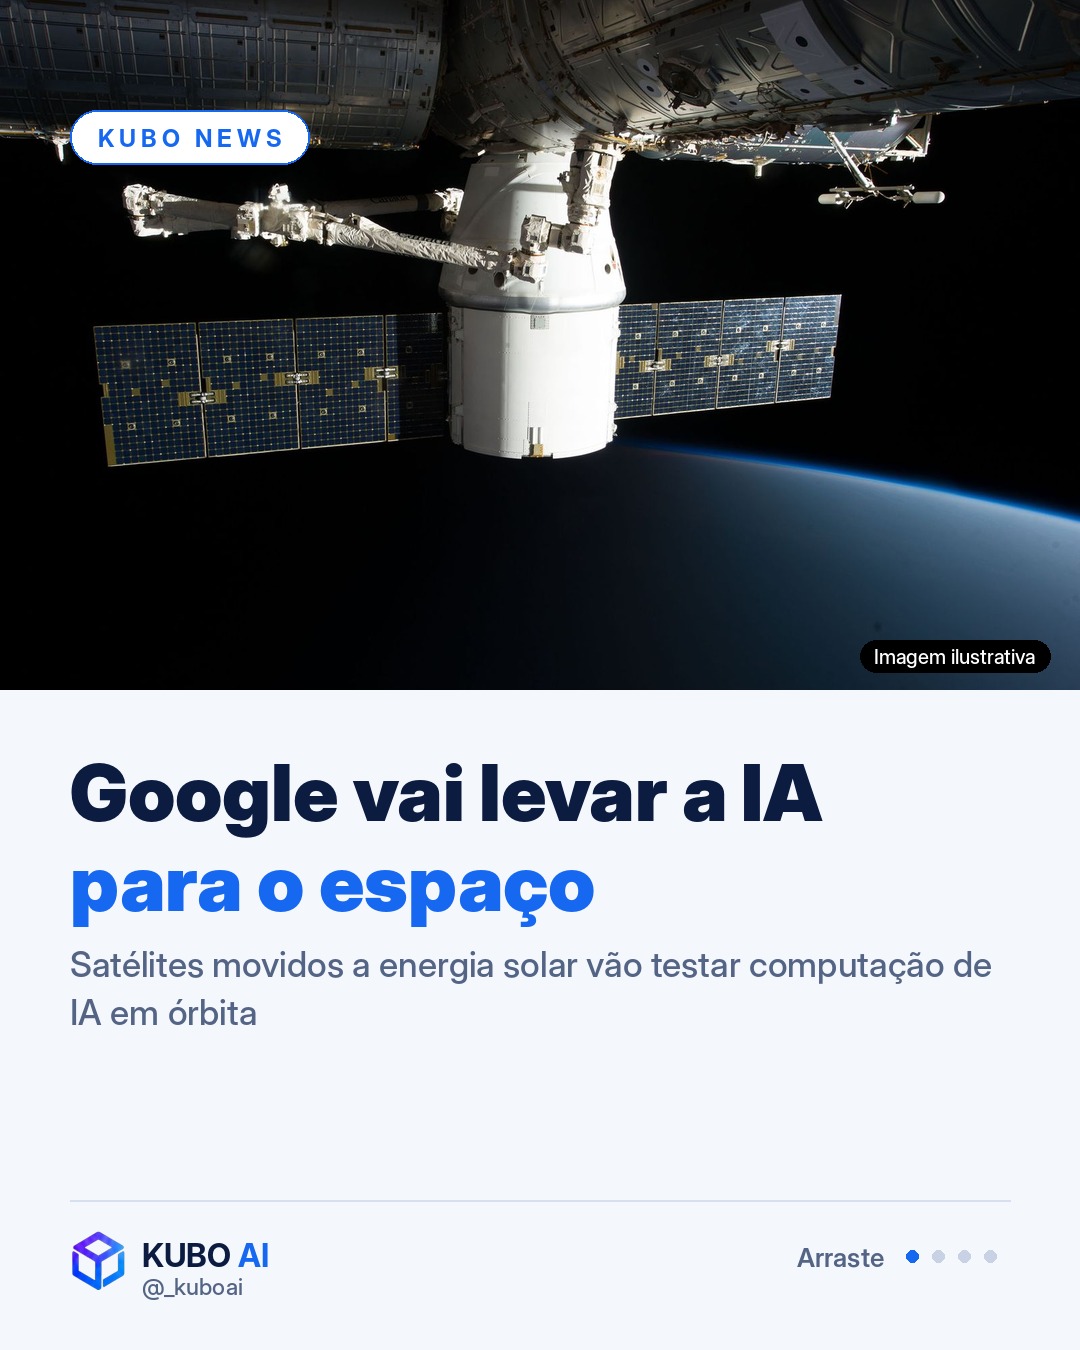 KUBO NEWS
Imagem ilustrativa
Google vai levar a IA
para o espaço
Satélites movidos a energia solar vão testar computação de
IA em órbita
KUBO AI
@_kuboai
Arraste